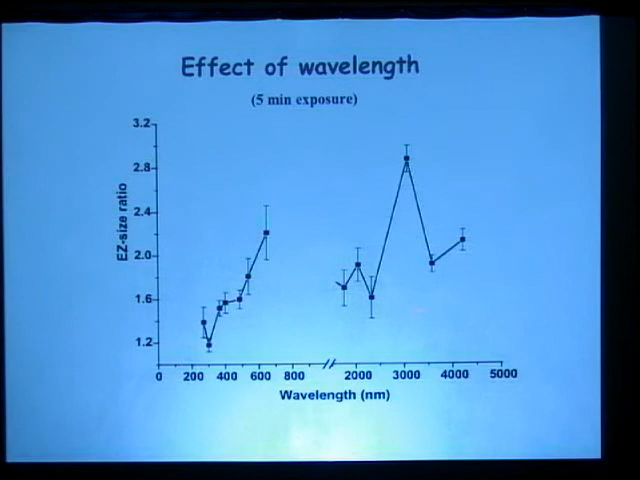 Effect of wavelength
(5 min exposure)
3.2
2.8
2.4
2.0
1.6
1.2
EZ-size ratio
0 200 400 600 800 2000 3000 4000 5000
Wavelength (nm)